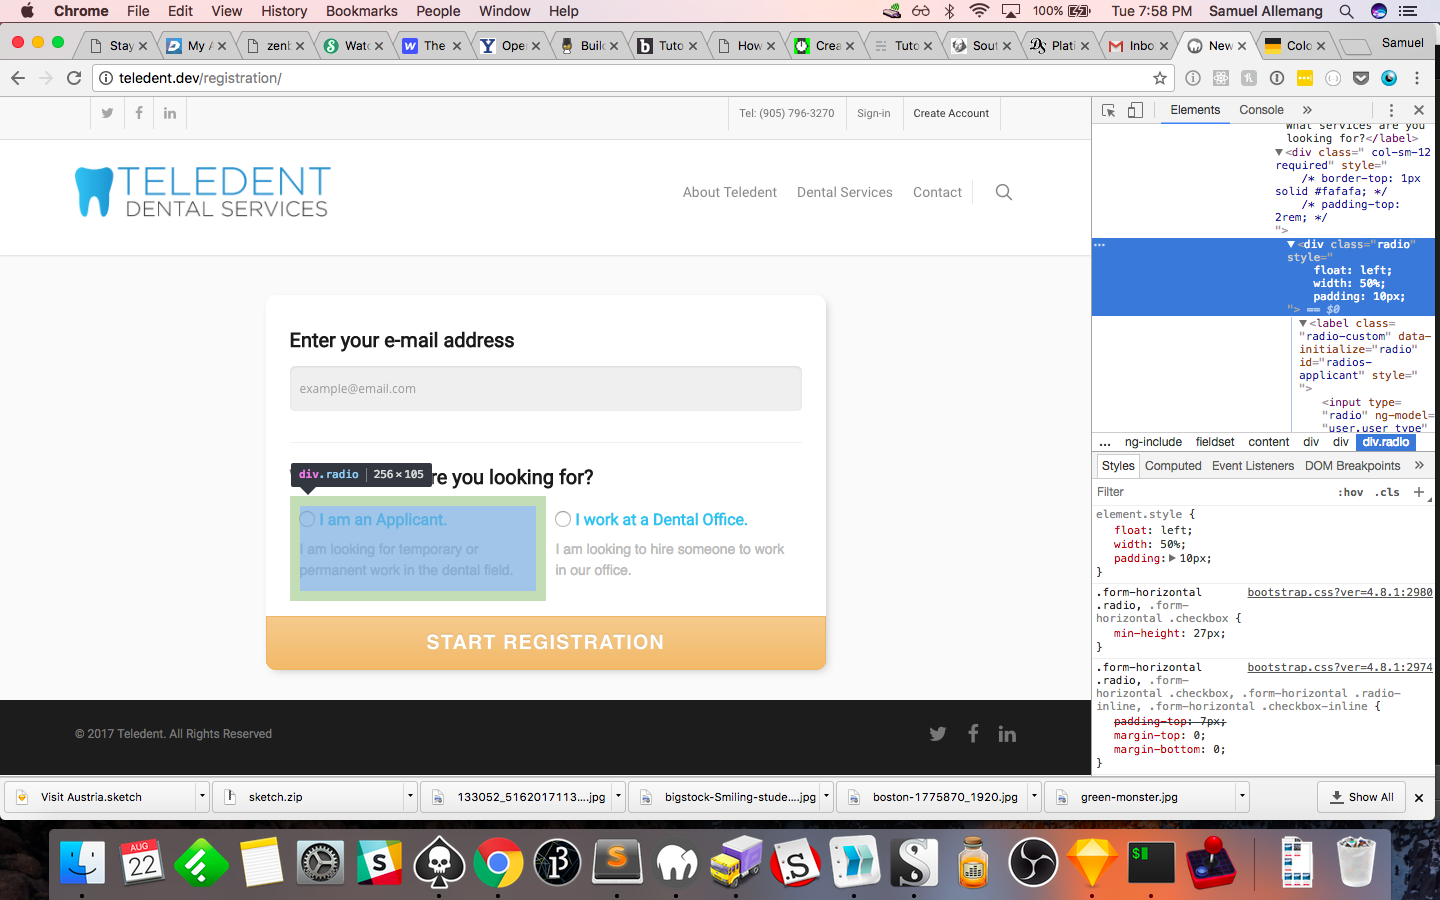 Chrome File Edit View History Bookmarks People Window Help 100% Tue 7:58 PM Samuel Allemang
Stay My A zenb Watc The Oper Build Tuto How Crea Tuto Sout Plati Inbo New Colo Samuel
teledent.dev/registration/
Tel: (905) 796-3270 Sign-in Create Account
TELEDENT
DENTAL SERVICES
About Teledent Dental Services Contact
Enter your e-mail address
example@email.com
re you looking for?
div.radio 256 × 105
I am an Applicant.
I am looking for temporary or
permanent work in the dental field.
I work at a Dental Office.
I am looking to hire someone to work
in our office.
START REGISTRATION
© 2017 Teledent. All Rights Reserved
Elements Console »
What services are you
looking for?</label>
▼<div class=" col-sm-12
required" style="
/* border-top: 1px
solid #fafafa; */
/* padding-top:
2rem; */
">
▼<div class="radio"
style="
float: left;
width: 50%;
padding: 10px;
"> == $0
▼<label class=
"radio-custom" data-
initialize="radio"
id="radios-
applicant" style="
">
<input type=
"radio" ng-model=
"user.user_type"
... ng-include fieldset content div div div.radio
Styles Computed Event Listeners DOM Breakpoints »
Filter :hov .cls +
element.style {
float: left;
width: 50%;
padding:▶10px;
}
.form-horizontal bootstrap.css?ver=4.8.1:2980
.radio, .form-
horizontal .checkbox {
min-height: 27px;
}
.form-horizontal bootstrap.css?ver=4.8.1:2974
.radio, .form-
horizontal .checkbox, .form-horizontal .radio-
inline, .form-horizontal .checkbox-inline {
padding-top: 7px;
margin-top: 0;
margin-bottom: 0;
}
Visit Austria.sketch sketch.zip 133052_5162017113....jpg bigstock-Smiling-stude....jpg boston-1775870_1920.jpg green-monster.jpg Show All
AUG
22